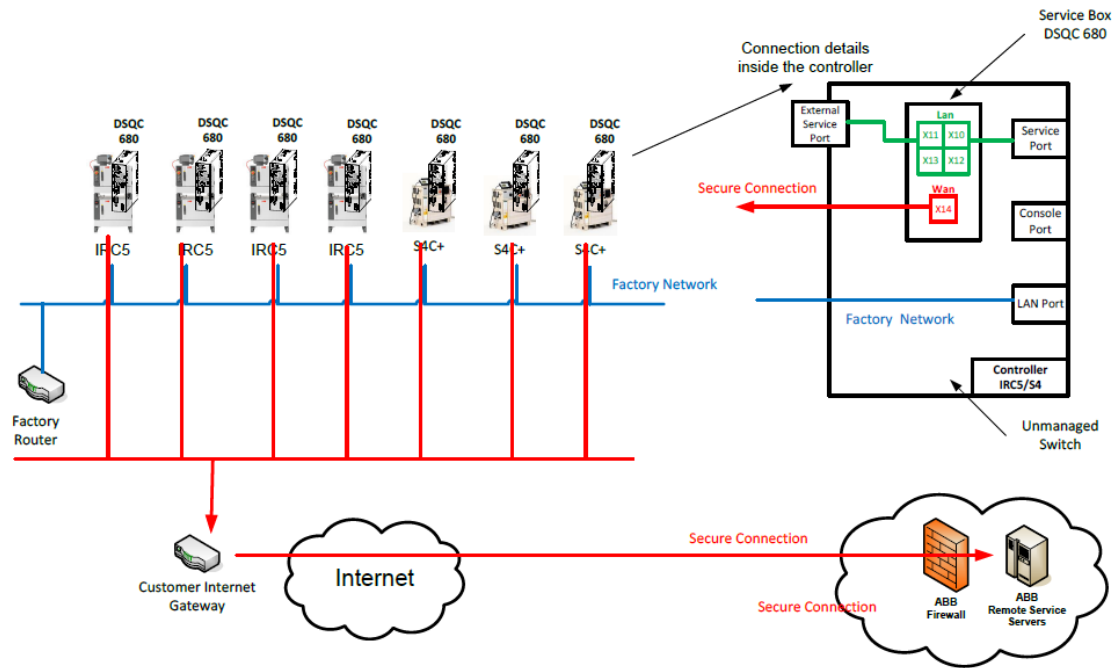 Service Box
DSQC 680
Connection details
inside the controller
DSQC
680
DSQC
680
DSQC
680
DSQC
680
DSQC
680
DSQC
680
DSQC
680
IRC5
IRC5
IRC5
IRC5
S4C+
S4C+
S4C+
External
Service
Port
Lan
X11
X10
X13
X12
Service
Port
Secure Connection
Wan
X14
Console
Port
Factory Network
LAN Port
Factory Network
Controller
IRC5/S4
Factory
Router
Unmanaged
Switch
Customer Internet
Gateway
Internet
Secure Connection
Secure Connection
ABB
Firewall
ABB
Remote Service
Servers